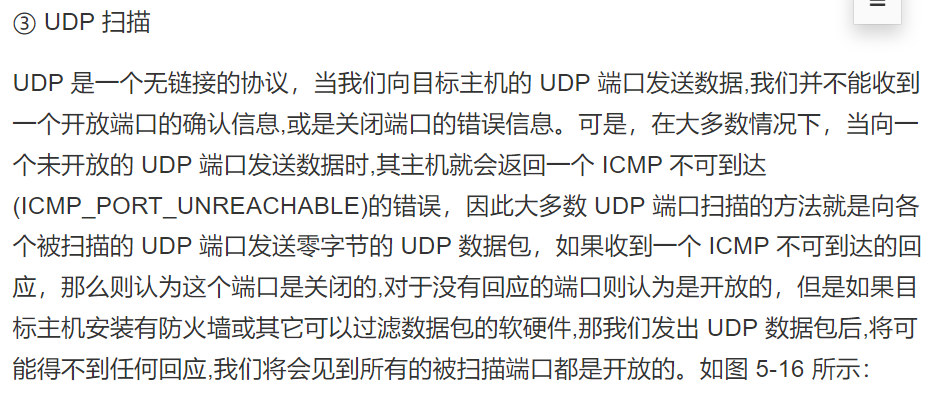 ③ UDP 扫描
UDP 是一个无链接的协议，当我们向目标主机的 UDP 端口发送数据,我们并不能收到
一个开放端口的确认信息,或是关闭端口的错误信息。可是，在大多数情况下，当向一
个未开放的 UDP 端口发送数据时,其主机就会返回一个 ICMP 不可到达
(ICMP_PORT_UNREACHABLE)的错误，因此大多数 UDP 端口扫描的方法就是向各
个被扫描的 UDP 端口发送零字节的 UDP 数据包，如果收到一个 ICMP 不可到达的回
应，那么则认为这个端口是关闭的,对于没有回应的端口则认为是开放的，但是如果目
标主机安装有防火墙或其它可以过滤数据包的软硬件,那我们发出 UDP 数据包后,将可
能得不到任何回应,我们将会见到所有的被扫描端口都是开放的。如图 5-16 所示：